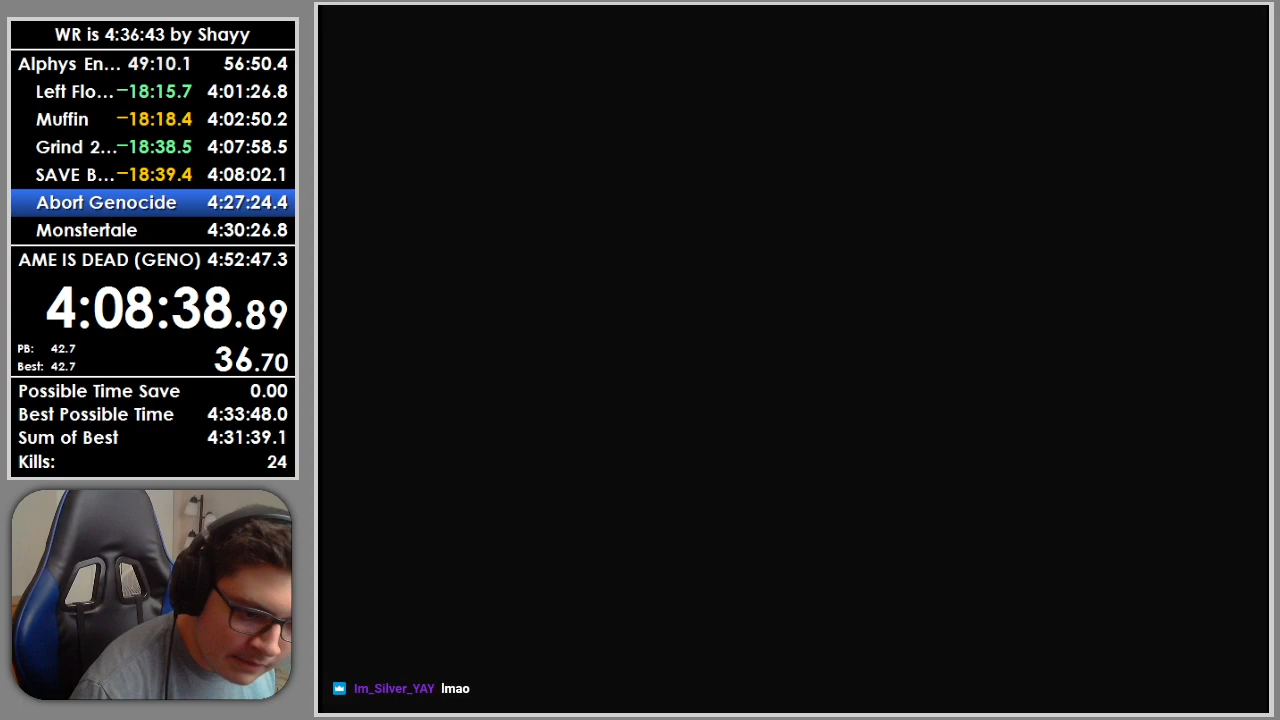 WR is 4:36:43 by Shayy
Alphys En... 49:10.1 56:50.4
Left Flo... −18:15.7 4:01:26.8
Muffin −18:18.4 4:02:50.2
Grind 2... −18:38.5 4:07:58.5
SAVE B... −18:39.4 4:08:02.1
Abort Genocide 4:27:24.4
Monstertale 4:30:26.8
AME IS DEAD (GENO) 4:52:47.3
4:08:38.89
PB: 42.7
Best: 42.7
36.70
Possible Time Save 0.00
Best Possible Time 4:33:48.0
Sum of Best 4:31:39.1
Kills: 24
Im_Silver_YAY lmao